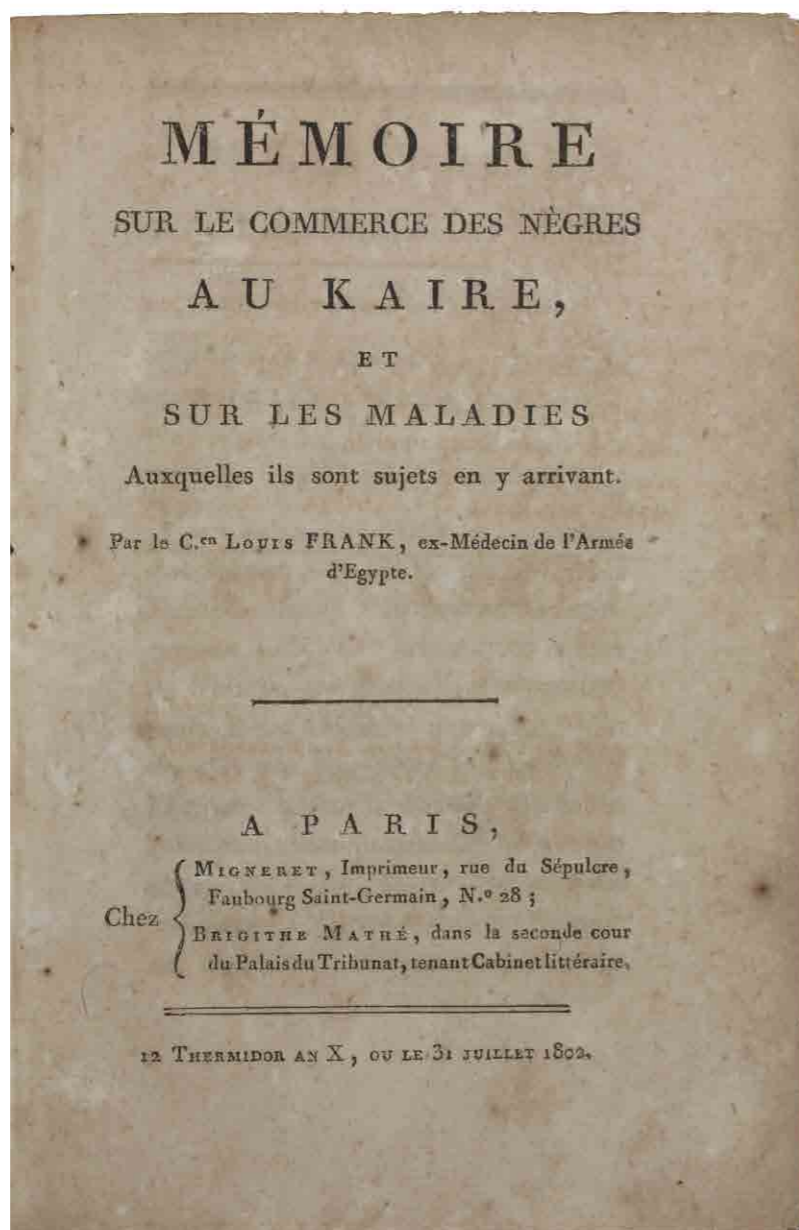 MÉMOIRE
SUR LE COMMERCE DES NÈGRES
AU KAIRE,
ET
SUR LES MALADIES
Auxquelles ils sont sujets en y arrivant.
Par le C.en LOUIS FRANK, ex-Médecin de l'Armée
d'Egypte.
A PARIS,
Chez
MIGNERET, Imprimeur, rue du Sépulcre,
Faubourg Saint-Germain, N.º 28;
BRIGITHE MATHÉ, dans la seconde cour
du Palais du Tribunat, tenant Cabinet littéraire.
12 THERMIDOR AN X, OU LE 31 JUILLET 1802.